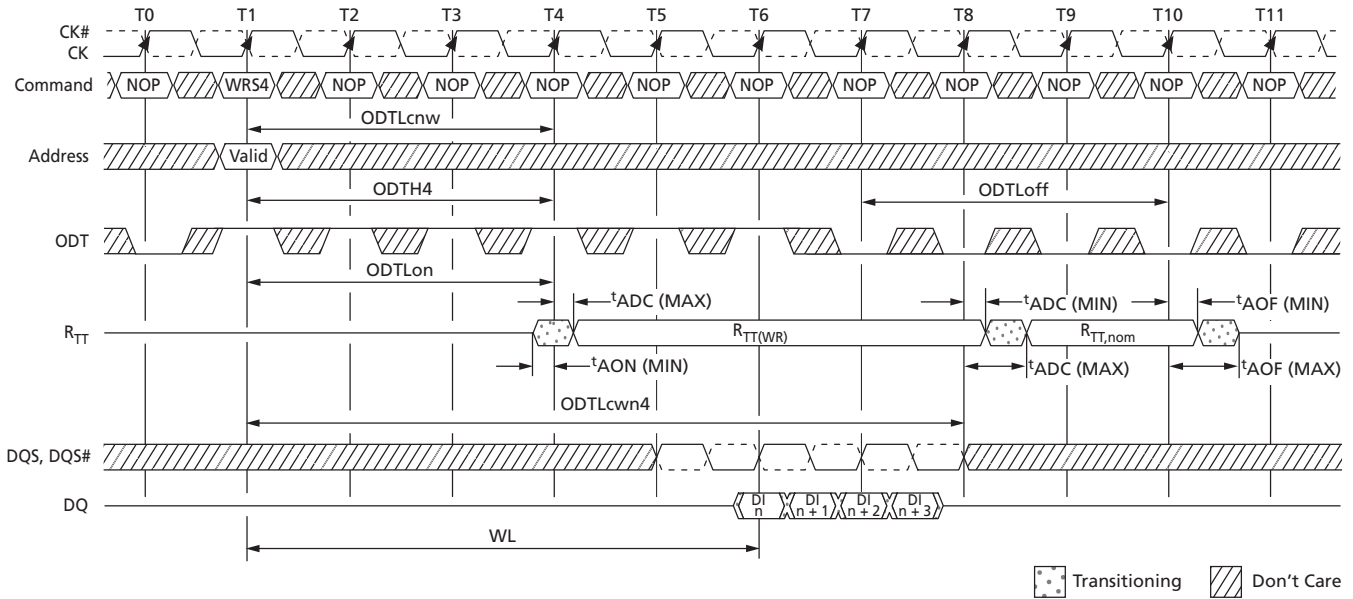 T0 T1 T2 T3 T4 T5 T6 T7 T8 T9 T10 T11
CK#
CK
Command NOP WRS4 NOP NOP NOP NOP NOP NOP NOP NOP NOP NOP
ODTLcnw
Address Valid
ODTH4 ODTLoff
ODT
ODTLon
tADC (MAX) tADC (MIN) tAOF (MIN)
RTT RTT(WR) RTT,nom
tAON (MIN) tADC (MAX) tAOF (MAX)
ODTLcwn4
DQS, DQS#
DQ DI n DI n + 1 DI n + 2 DI n + 3
WL
Transitioning Don't Care